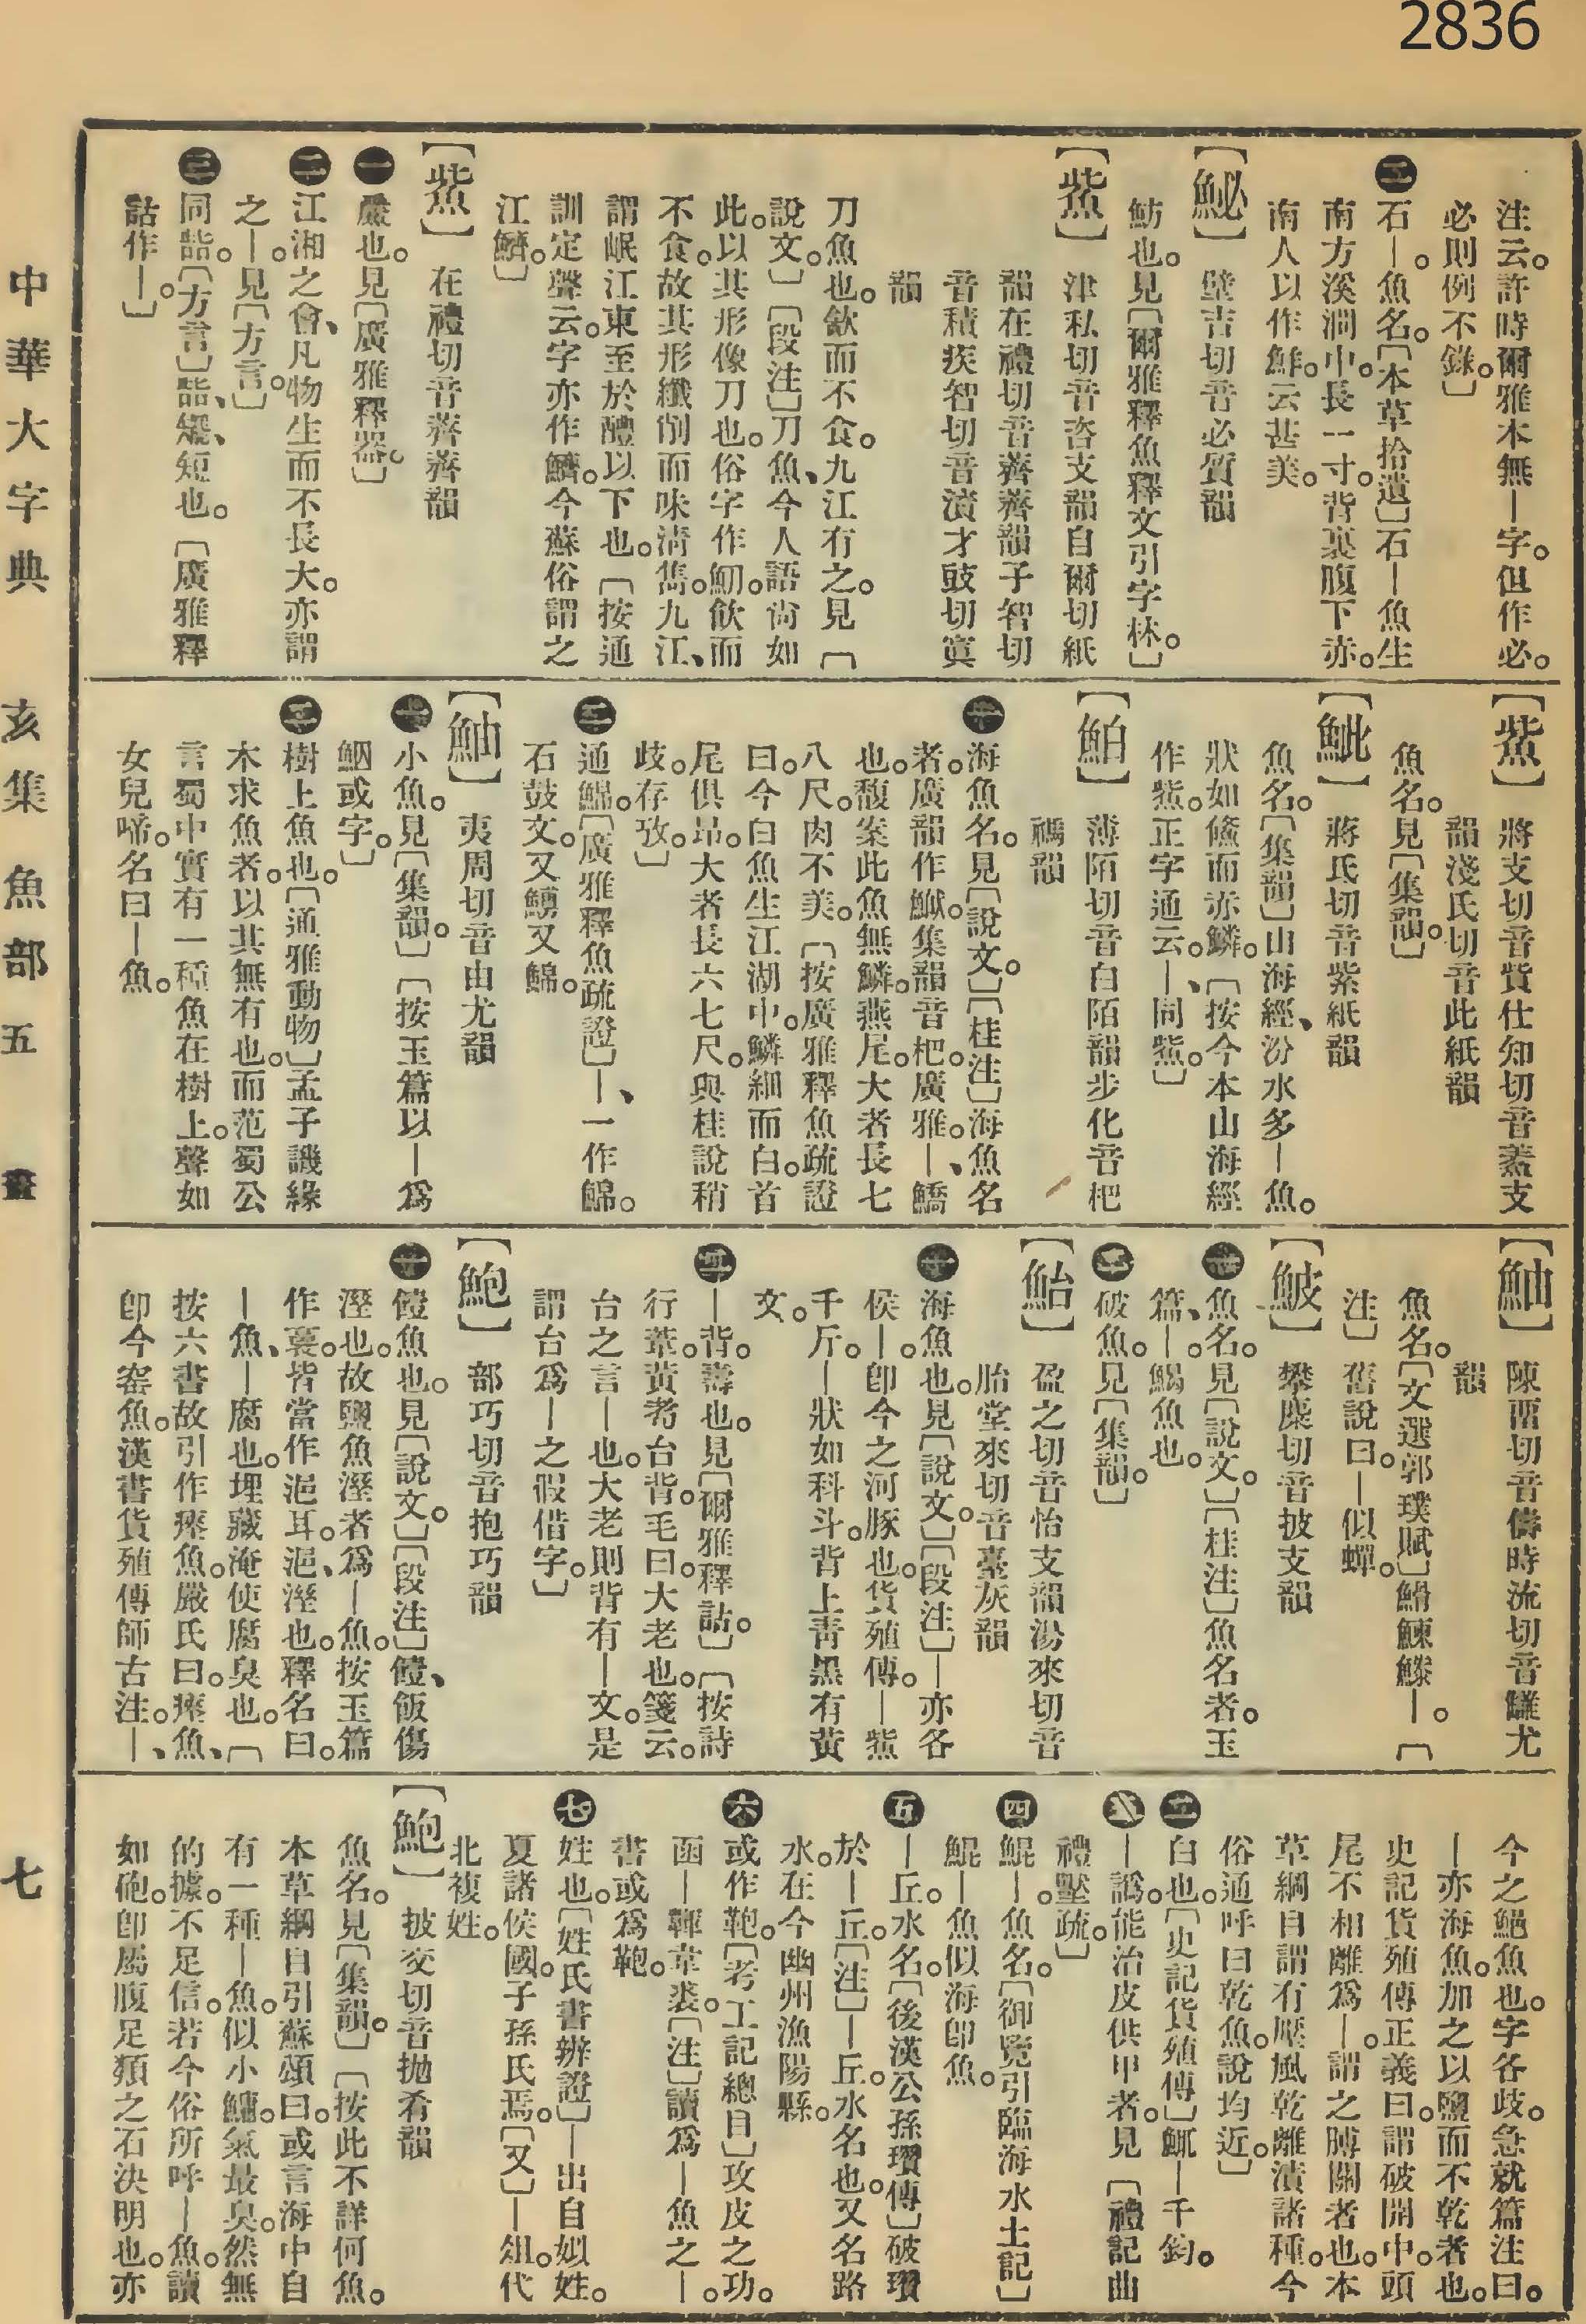 2836
注云。許時爾雅本無—字。但作必。
必則例不錄。〕
㊁石—。魚名。〔本草拾遺〕石—魚生
南方溪澗中。長一寸。背裏腹下赤。
南人以作鮓。云甚美。
【鮅】壁吉切音必質韻
魴也。見〔爾雅釋魚釋文引字林。〕
【鮆】津私切音咨支韻自爾切紙
韻在禮切音薺薺韻子智切
音積疾智切音漬才豉切寘
韻
刀魚也。飲而不食。九江有之。見〔
說文。〕〔段注〕刀魚、今人語尙如
此。以其形像刀也。俗字作魛。飲而
不食。故其形纖削而味淸雋。九江、
謂岷江東至於醴以下也。〔按通
訓定聲云。字亦作鱭。今蘇俗謂之
江鱭。〕
【鮆】在禮切音薺薺韻
㊀嚴也。見〔廣雅釋器。〕
㊁江湘之會、凡物生而不長大。亦謂
之—。見〔方言。〕
㊂同啙。〔方言〕啙、矲、短也。〔廣雅釋
詁作—。〕
【鮆】將支切音貲仕知切音齹支
韻淺氏切音此紙韻
魚名。見〔集韻。〕
【鮡】蔣氏切音紫紙韻
魚名。〔集韻〕山海經、汾水多—魚。
狀如儵而赤鱗。〔按今本山海經
作鮆。正字通云。—、同鮆。〕
【鮊】薄陌切音白陌韻步化音杷
禡韻
㊀海魚名。見〔說文。〕〔桂注〕海魚名
者。廣韻作鮁。集韻音杷。廣雅。—、鱎
也。馥案此魚無鱗。燕尾。大者長七
八尺。肉不美。〔按廣雅釋魚疏證
曰。今白魚生江湖中。鱗細而白。首
尾俱昂。大者長六七尺。與桂說稍
歧。存攷。〕
㊁通鯿。〔廣雅釋魚疏證〕—、一作鯿。
石鼓文。又鱄又鯿。
【鮋】夷周切音由尤韻
㊀小魚。見〔集韻。〕〔按玉篇以—爲
鮂或字。〕
㊁樹上魚也。〔通雅動物〕孟子譏緣
木求魚者。以其無有也。而范蜀公
言蜀中實有一種魚在樹上。聲如
女兒啼。名曰—魚。
【鮋】陳畱切音儔時流切音讎尤
韻
魚名。〔文選郭璞賦〕䱻鰊鰧—。〔
注〕舊說曰。—似蟬。
【鮍】攀麋切音披支韻
㊀魚名。見〔說文。〕〔桂注〕魚名者。玉
篇、—、鰨魚也。
㊁破魚。見〔集韻。〕
【鮐】盈之切音怡支韻湯來切音
胎堂來切音臺灰韻
㊀海魚也。見〔說文。〕〔段注〕—、亦名
侯—。卽今之河豚也。貨殖傳。—鮆
千斤。—狀如科斗。背上靑黑有黃
文。
㊁—背。壽也。見〔爾雅釋詁。〕〔按詩
行葦。黃耇台背。毛曰。大老也。箋云。
台之言—也。大老則背有—文。是
謂台爲—之假借字。〕
【鮑】部巧切音抱巧韻
㊀饐魚也。見〔說文。〕〔段注〕饐、飯傷
溼也。故鹽魚溼者爲—魚。按玉篇
作裛。皆當作浥耳。浥、溼也。釋名曰。
—魚、—腐也。埋藏淹使腐臭也。〔
按六書故引作瘞魚。嚴氏曰。瘞魚、
卽今窑魚。漢書貨殖傳師古注。—、
今之䱒魚也。字各歧。急就篇注曰。
—亦海魚。加之以鹽而不乾者也。
史記貨殖傳正義曰。謂破開中。頭
尾不相離爲—。謂之膊關者也。本
草綱目謂有壓風乾離漬諸種。今
俗通呼曰乾魚。說均近。〕
㊁臼也。〔史記貨殖傳〕鯫—千鈞。
㊂—譌。能治皮供甲者。見〔禮記曲
禮壓疏。〕
㊃鯤—。魚名。〔御覽引臨海水土記〕
鯤—魚似海卽魚。
㊄—丘。水名。〔後漢公孫瓚傳〕破瓚
於—丘。〔注〕—丘。水名也。又名路
水。在今幽州漁陽縣。
㊅或作鞄。〔考工記總目〕攻皮之功。
函—韗韋裘。〔注〕讀爲—魚之—。
書或爲鞄。
㊆姓也。〔姓氏書辨證〕—出自姒姓。
夏諸侯國。子孫氏焉。〔又〕—俎。代
北複姓。
【鮑】披交切音拋肴韻
魚名。見〔集韻。〕〔按此不詳何魚。
本草綱目引蘇頌曰。或言海中自
有一種—魚。似小鱅。氣最臭。然無
的據。不足信。若今俗所呼—魚。讀
如砲。卽屬腹足類之石決明也。亦
中華大字典
亥集
魚部
五
七